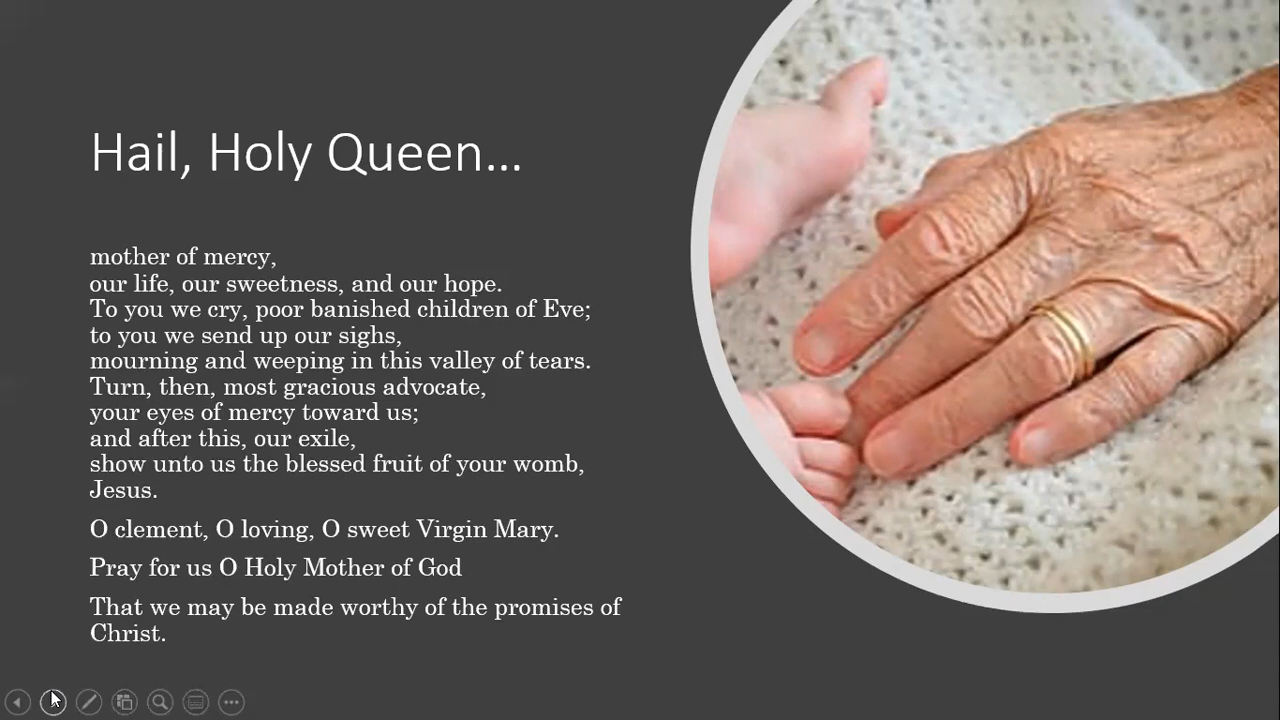 Hail, Holy Queen...
mother of mercy,
our life, our sweetness, and our hope.
To you we cry, poor banished children of Eve;
to you we send up our sighs,
mourning and weeping in this valley of tears.
Turn, then, most gracious advocate,
your eyes of mercy toward us;
and after this, our exile,
show unto us the blessed fruit of your womb,
Jesus.
O clement, O loving, O sweet Virgin Mary.
Pray for us O Holy Mother of God
That we may be made worthy of the promises of
Christ.